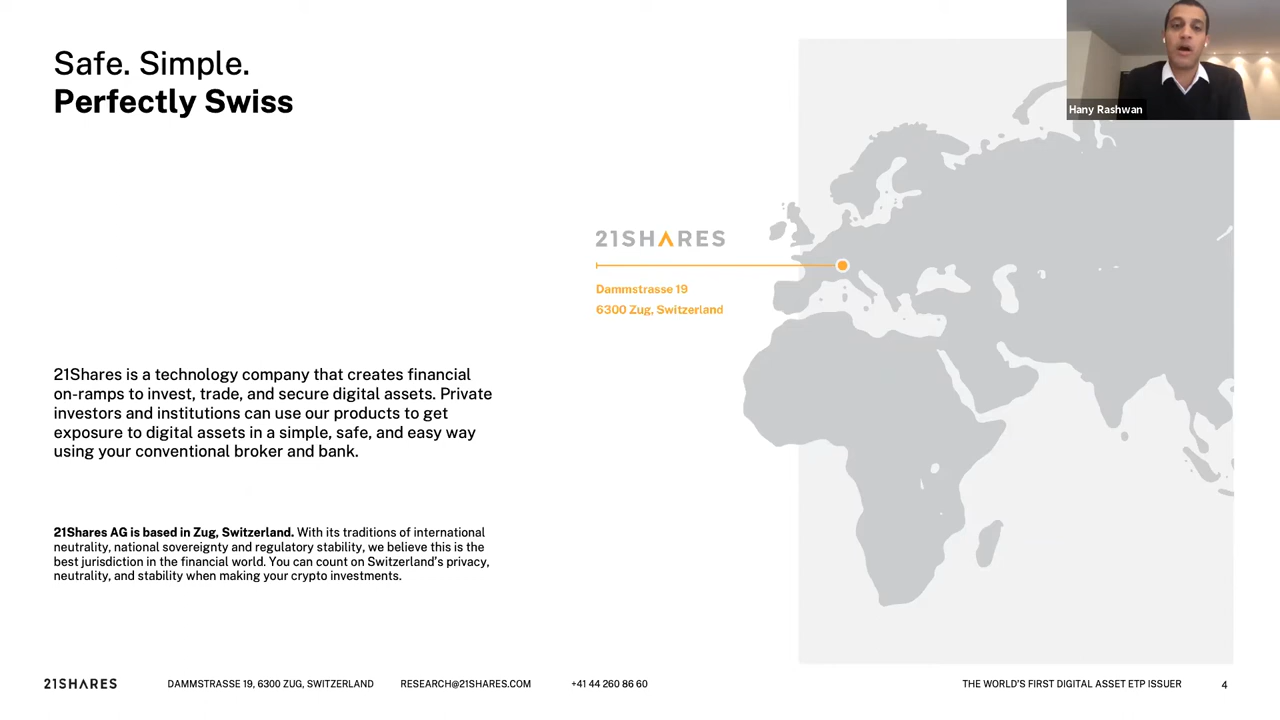 Safe. Simple.
Perfectly Swiss
Hany Rashwan
21SHARES
Dammstrasse 19
6300 Zug, Switzerland
21Shares is a technology company that creates financial
on-ramps to invest, trade, and secure digital assets. Private
investors and institutions can use our products to get
exposure to digital assets in a simple, safe, and easy way
using your conventional broker and bank.
21Shares AG is based in Zug, Switzerland. With its traditions of international
neutrality, national sovereignty and regulatory stability, we believe this is the
best jurisdiction in the financial world. You can count on Switzerland's privacy,
neutrality, and stability when making your crypto investments.
21SHARES DAMMSTRASSE 19, 6300 ZUG, SWITZERLAND RESEARCH@21SHARES.COM +41 44 260 86 60 THE WORLD'S FIRST DIGITAL ASSET ETP ISSUER 4